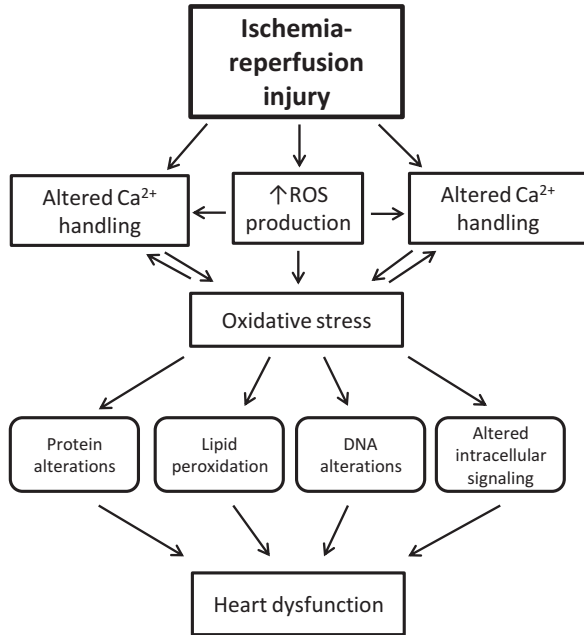 Ischemia-
reperfusion
injury
Altered Ca²⁺
handling
↑ROS
production
Altered Ca²⁺
handling
Oxidative stress
Protein
alterations
Lipid
peroxidation
DNA
alterations
Altered
intracellular
signaling
Heart dysfunction